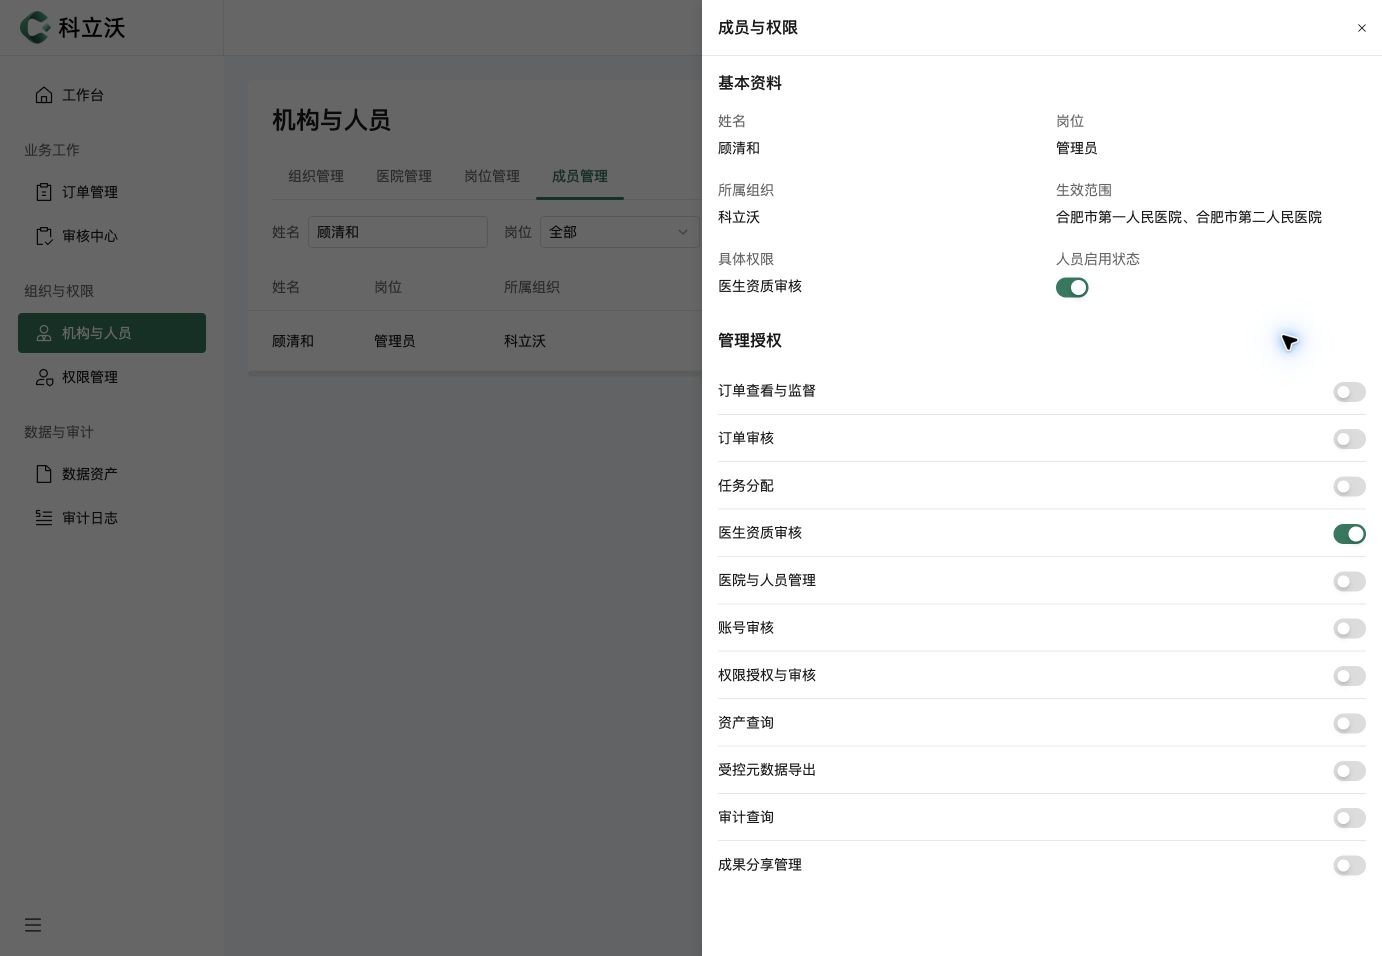 科立沃
工作台
业务工作
订单管理
审核中心
组织与权限
机构与人员
权限管理
数据与审计
数据资产
审计日志
机构与人员
组织管理 医院管理 岗位管理 成员管理
姓名 顾清和 岗位 全部
姓名 岗位 所属组织
顾清和 管理员 科立沃
成员与权限
基本资料
姓名 岗位
顾清和 管理员
所属组织 生效范围
科立沃 合肥市第一人民医院、合肥市第二人民医院
具体权限 人员启用状态
医生资质审核
管理授权
订单查看与监督
订单审核
任务分配
医生资质审核
医院与人员管理
账号审核
权限授权与审核
资产查询
受控元数据导出
审计查询
成果分享管理